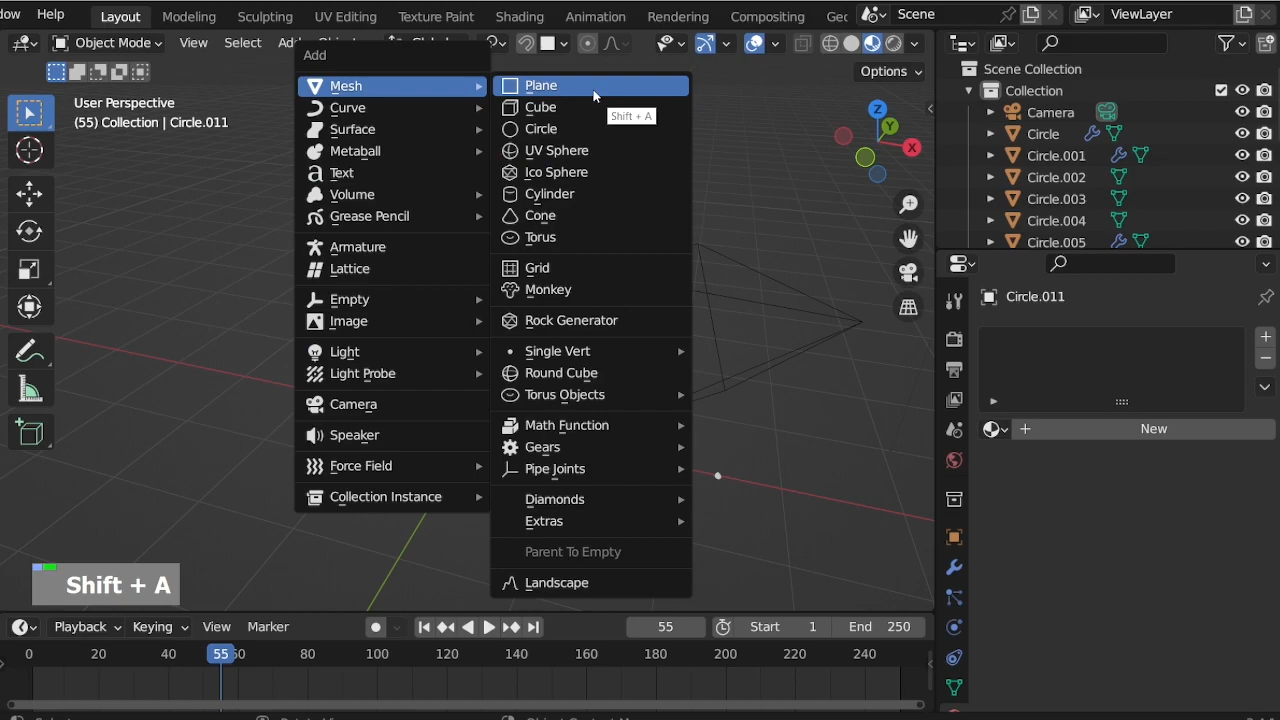 dow Help Layout Modeling Sculpting UV Editing Texture Paint Shading Animation Rendering Compositing Geo Scene ViewLayer
Object Mode View Select Add
Options
User Perspective
(55) Collection | Circle.011
Add
Mesh
Curve
Surface
Metaball
Text
Volume
Grease Pencil
Armature
Lattice
Empty
Image
Light
Light Probe
Camera
Speaker
Force Field
Collection Instance
Plane
Cube
Circle
UV Sphere
Ico Sphere
Cylinder
Cone
Torus
Grid
Monkey
Rock Generator
Single Vert
Round Cube
Torus Objects
Math Function
Gears
Pipe Joints
Diamonds
Extras
Parent To Empty
Landscape
Shift + A
Z
Y
X
Scene Collection
Collection
Camera
Circle
Circle.001
Circle.002
Circle.003
Circle.004
Circle.005
Circle.011
New
Shift + A
Playback Keying View Marker 55 Start 1 End 250
0 20 40 55 60 80 100 120 140 160 180 200 220 240